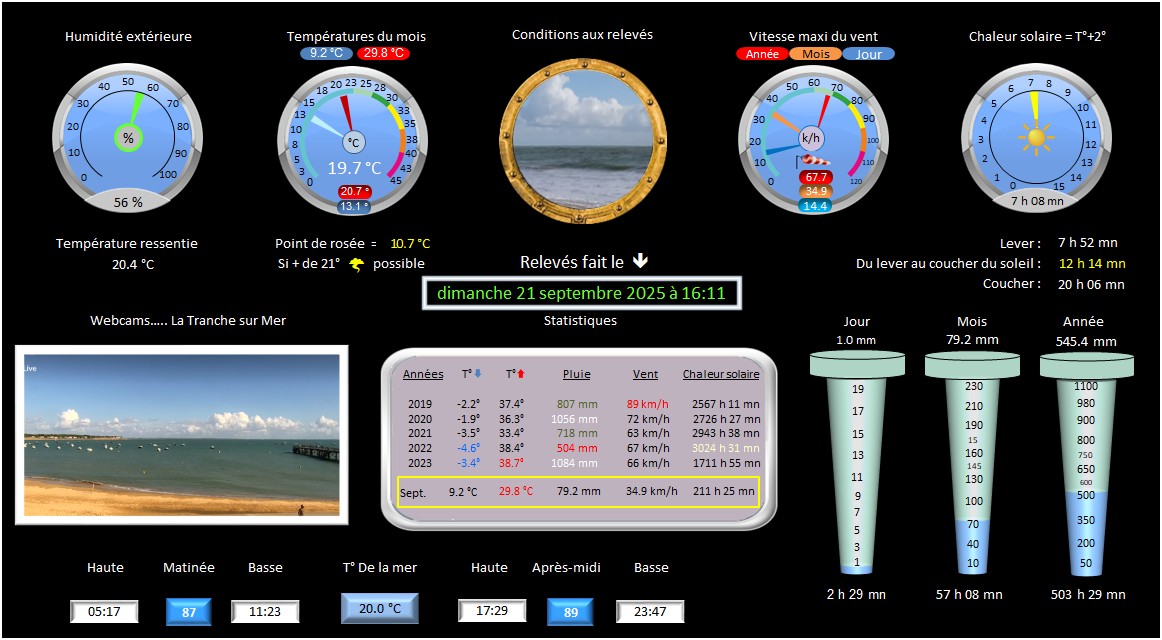 Humidité extérieure
Températures du mois
9.2 °C 29.8 °C
Conditions aux relevés
Vitesse maxi du vent
Année Mois Jour
Chaleur solaire = T°+2°
0 10 20 30 40 50 60 70 80 90 100
%
56 %
0 3 5 8 10 13 15 18 20 23 25 28 30 33 35 38 40 43 45
°C
19.7 °C
20.7 °
13.1 °
0 10 20 30 40 50 60 70 80 90 100 110 120
k/h
67.7
34.9
14.4
0 1 2 3 4 5 6 7 8 9 10 11 12 13 14 15
7 h 08 mn
Température ressentie
20.4 °C
Point de rosée = 10.7 °C
Si + de 21° possible
Relevés fait le
dimanche 21 septembre 2025 à 16:11
Lever : 7 h 52 mn
Du lever au coucher du soleil : 12 h 14 mn
Coucher : 20 h 06 mn
Webcams….. La Tranche sur Mer
Live
Statistiques
Années T° T° Pluie Vent Chaleur solaire
2019 -2.2° 37.4° 807 mm 89 km/h 2567 h 11 mn
2020 -1.9° 36.3° 1056 mm 72 km/h 2726 h 27 mn
2021 -3.5° 33.4° 718 mm 63 km/h 2943 h 38 mn
2022 -4.6° 38.4° 504 mm 67 km/h 3024 h 31 mn
2023 -3.4° 38.7° 1084 mm 66 km/h 1711 h 55 mn
Sept. 9.2 °C 29.8 °C 79.2 mm 34.9 km/h 211 h 25 mn
Jour
1.0 mm
19
17
15
13
11
9
7
5
3
1
2 h 29 mn
Mois
79.2 mm
230
210
190
15
160
145
130
100
70
40
10
57 h 08 mn
Année
545.4 mm
1100
980
900
800
750
650
600
500
350
200
50
503 h 29 mn
Haute Matinée Basse T° De la mer Haute Après-midi Basse
05:17 87 11:23 20.0 °C 17:29 89 23:47